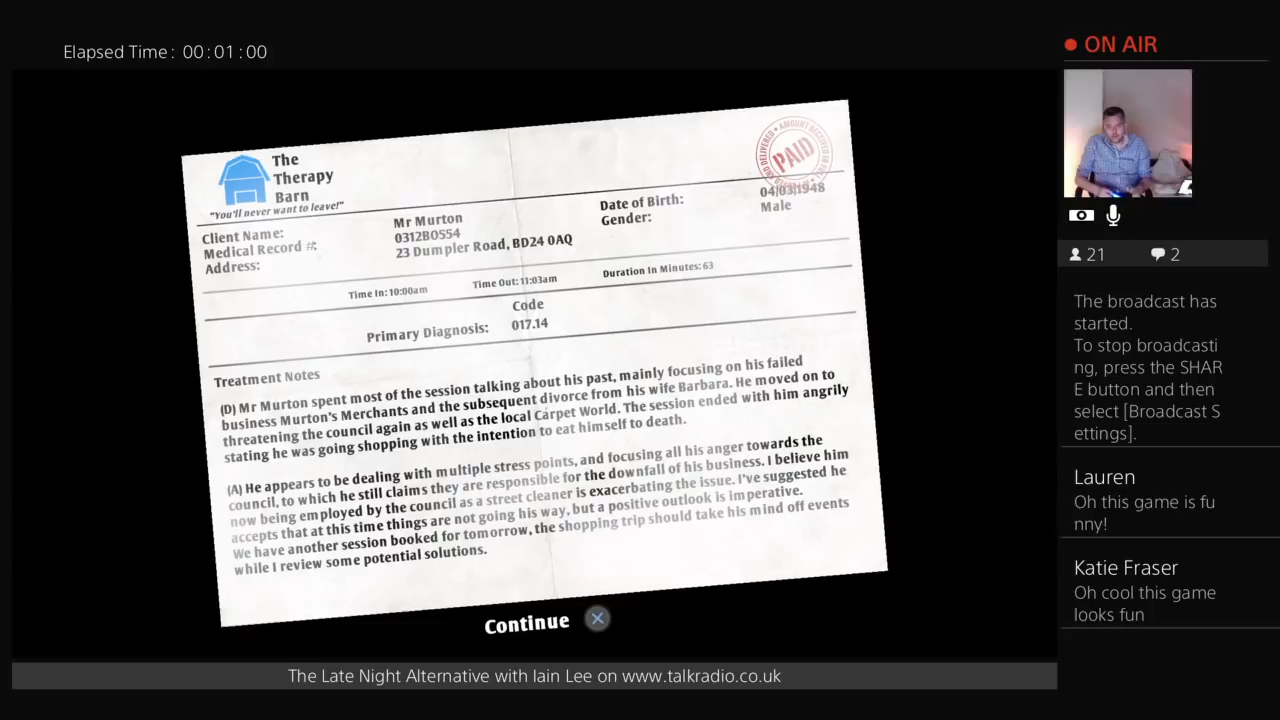 Elapsed Time: 00:01:00
ON AIR
The
Therapy
Barn
"You'll never want to leave!"
AMOUNT RECEIVED IN FULL
PAID
Client Name: Mr Murton
Medical Record #: 0312B0554
Address: 23 Dumpler Road, BD24 0AQ
Date of Birth: 04/03/1948
Gender: Male
Time In: 10:00am Time Out: 11:03am Duration In Minutes: 63
Code
Primary Diagnosis: 017.14
Treatment Notes
(D) Mr Murton spent most of the session talking about his past, mainly focusing on his failed
business Murton's Merchants and the subsequent divorce from his wife Barbara. He moved on to
threatening the council again as well as the local Carpet World. The session ended with him angrily
stating he was going shopping with the intention to eat himself to death.
(A) He appears to be dealing with multiple stress points, and focusing all his anger towards the
council, to which he still claims they are responsible for the downfall of his business. I believe him
now being employed by the council as a street cleaner is exacerbating the issue. I've suggested he
accepts that at this time things are not going his way, but a positive outlook is imperative.
We have another session booked for tomorrow, the shopping trip should take his mind off events
while I review some potential solutions.
Continue
21 2
The broadcast has
started.
To stop broadcasti
ng, press the SHAR
E button and then
select [Broadcast S
ettings].
Lauren
Oh this game is fu
nny!
Katie Fraser
Oh cool this game
looks fun
The Late Night Alternative with Iain Lee on www.talkradio.co.uk